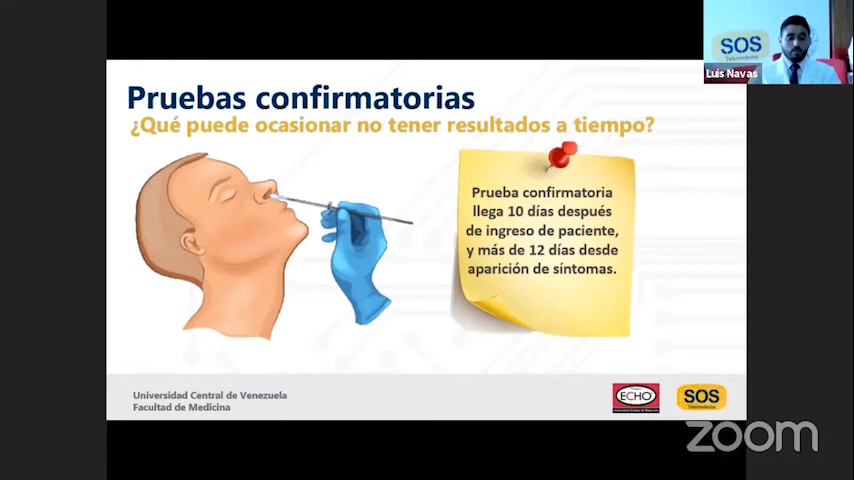 SOS
Telemedicina
Luis Navas
Pruebas confirmatorias
¿Qué puede ocasionar no tener resultados a tiempo?
Prueba confirmatoria
llega 10 días después
de ingreso de paciente,
y más de 12 días desde
aparición de síntomas.
Universidad Central de Venezuela
Facultad de Medicina
ECHO
SOS
Telemedicina
zoom